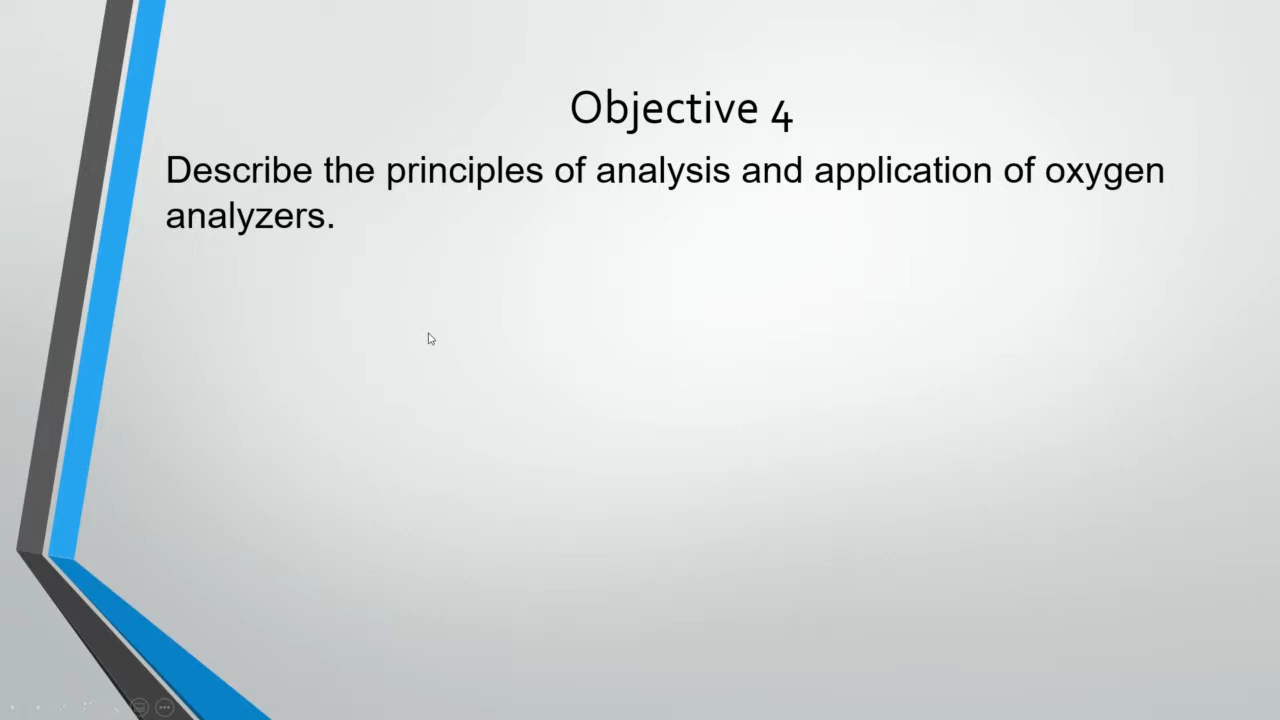 Objective 4
Describe the principles of analysis and application of oxygen
analyzers.